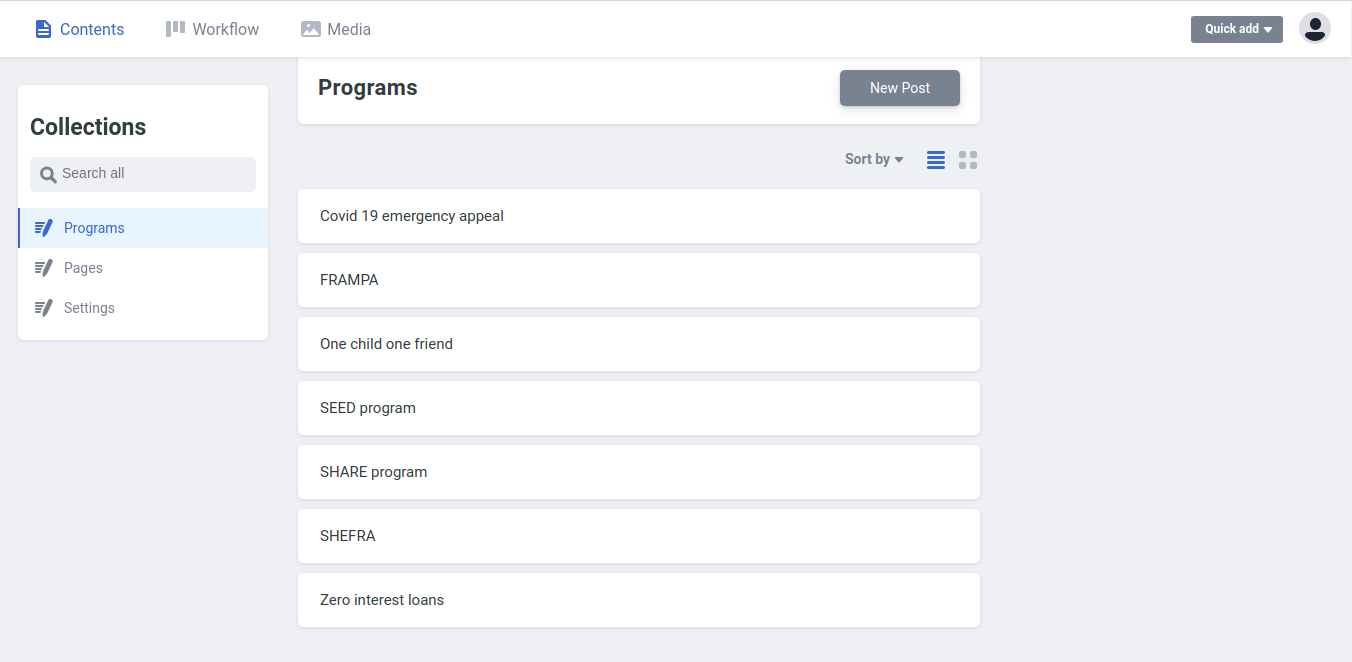 Contents
Workflow
Media
Quick add
Collections
Search all
Programs
Pages
Settings
Programs
New Post
Sort by
Covid 19 emergency appeal
FRAMPA
One child one friend
SEED program
SHARE program
SHEFRA
Zero interest loans